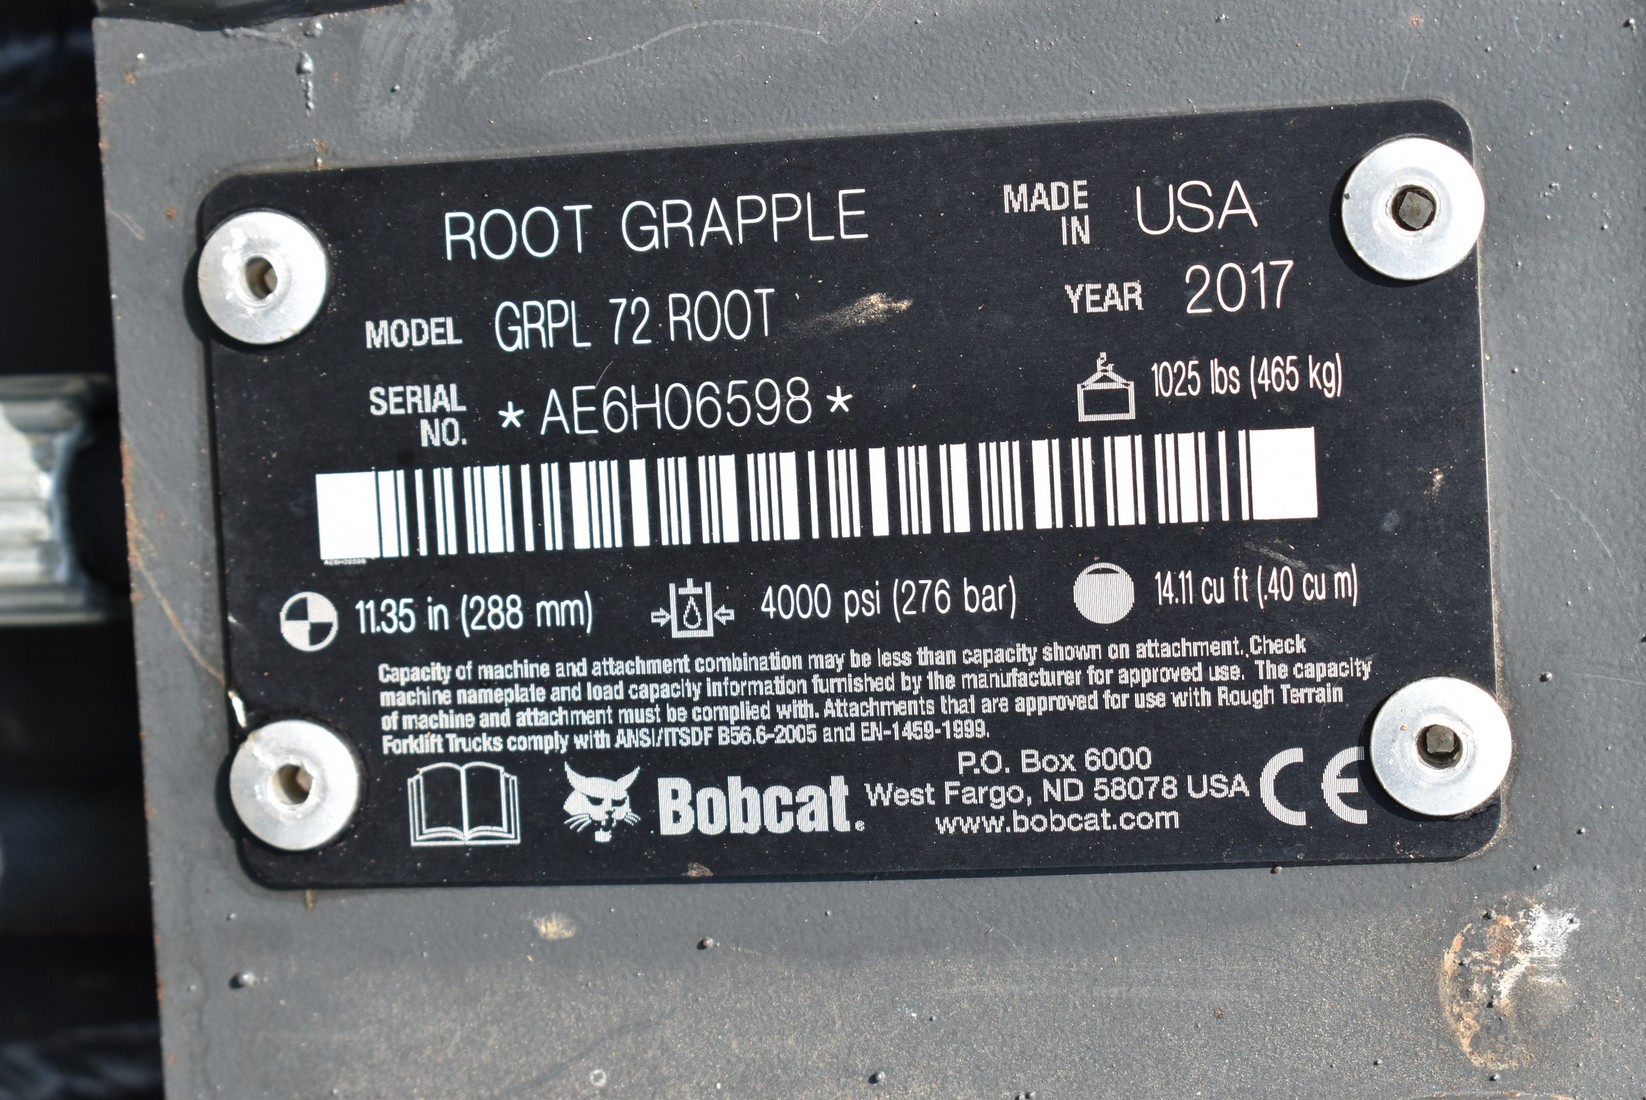 ROOT GRAPPLE
MADE IN USA
MODEL GRPL 72 ROOT
YEAR 2017
SERIAL NO. *AE6H06598*
1025 lbs (465 kg)
AE6H06598
11.35 in (288 mm)
4000 psi (276 bar)
14.11 cu ft (.40 cu m)
Capacity of machine and attachment combination may be less than capacity shown on attachment. Check
machine nameplate and load capacity information furnished by the manufacturer for approved use. The capacity
of machine and attachment must be complied with. Attachments that are approved for use with Rough Terrain
Forklift Trucks comply with ANSI/ITSDF B56.6-2005 and EN-1459-1999.
Bobcat.
P.O. Box 6000
West Fargo, ND 58078 USA
www.bobcat.com
CE